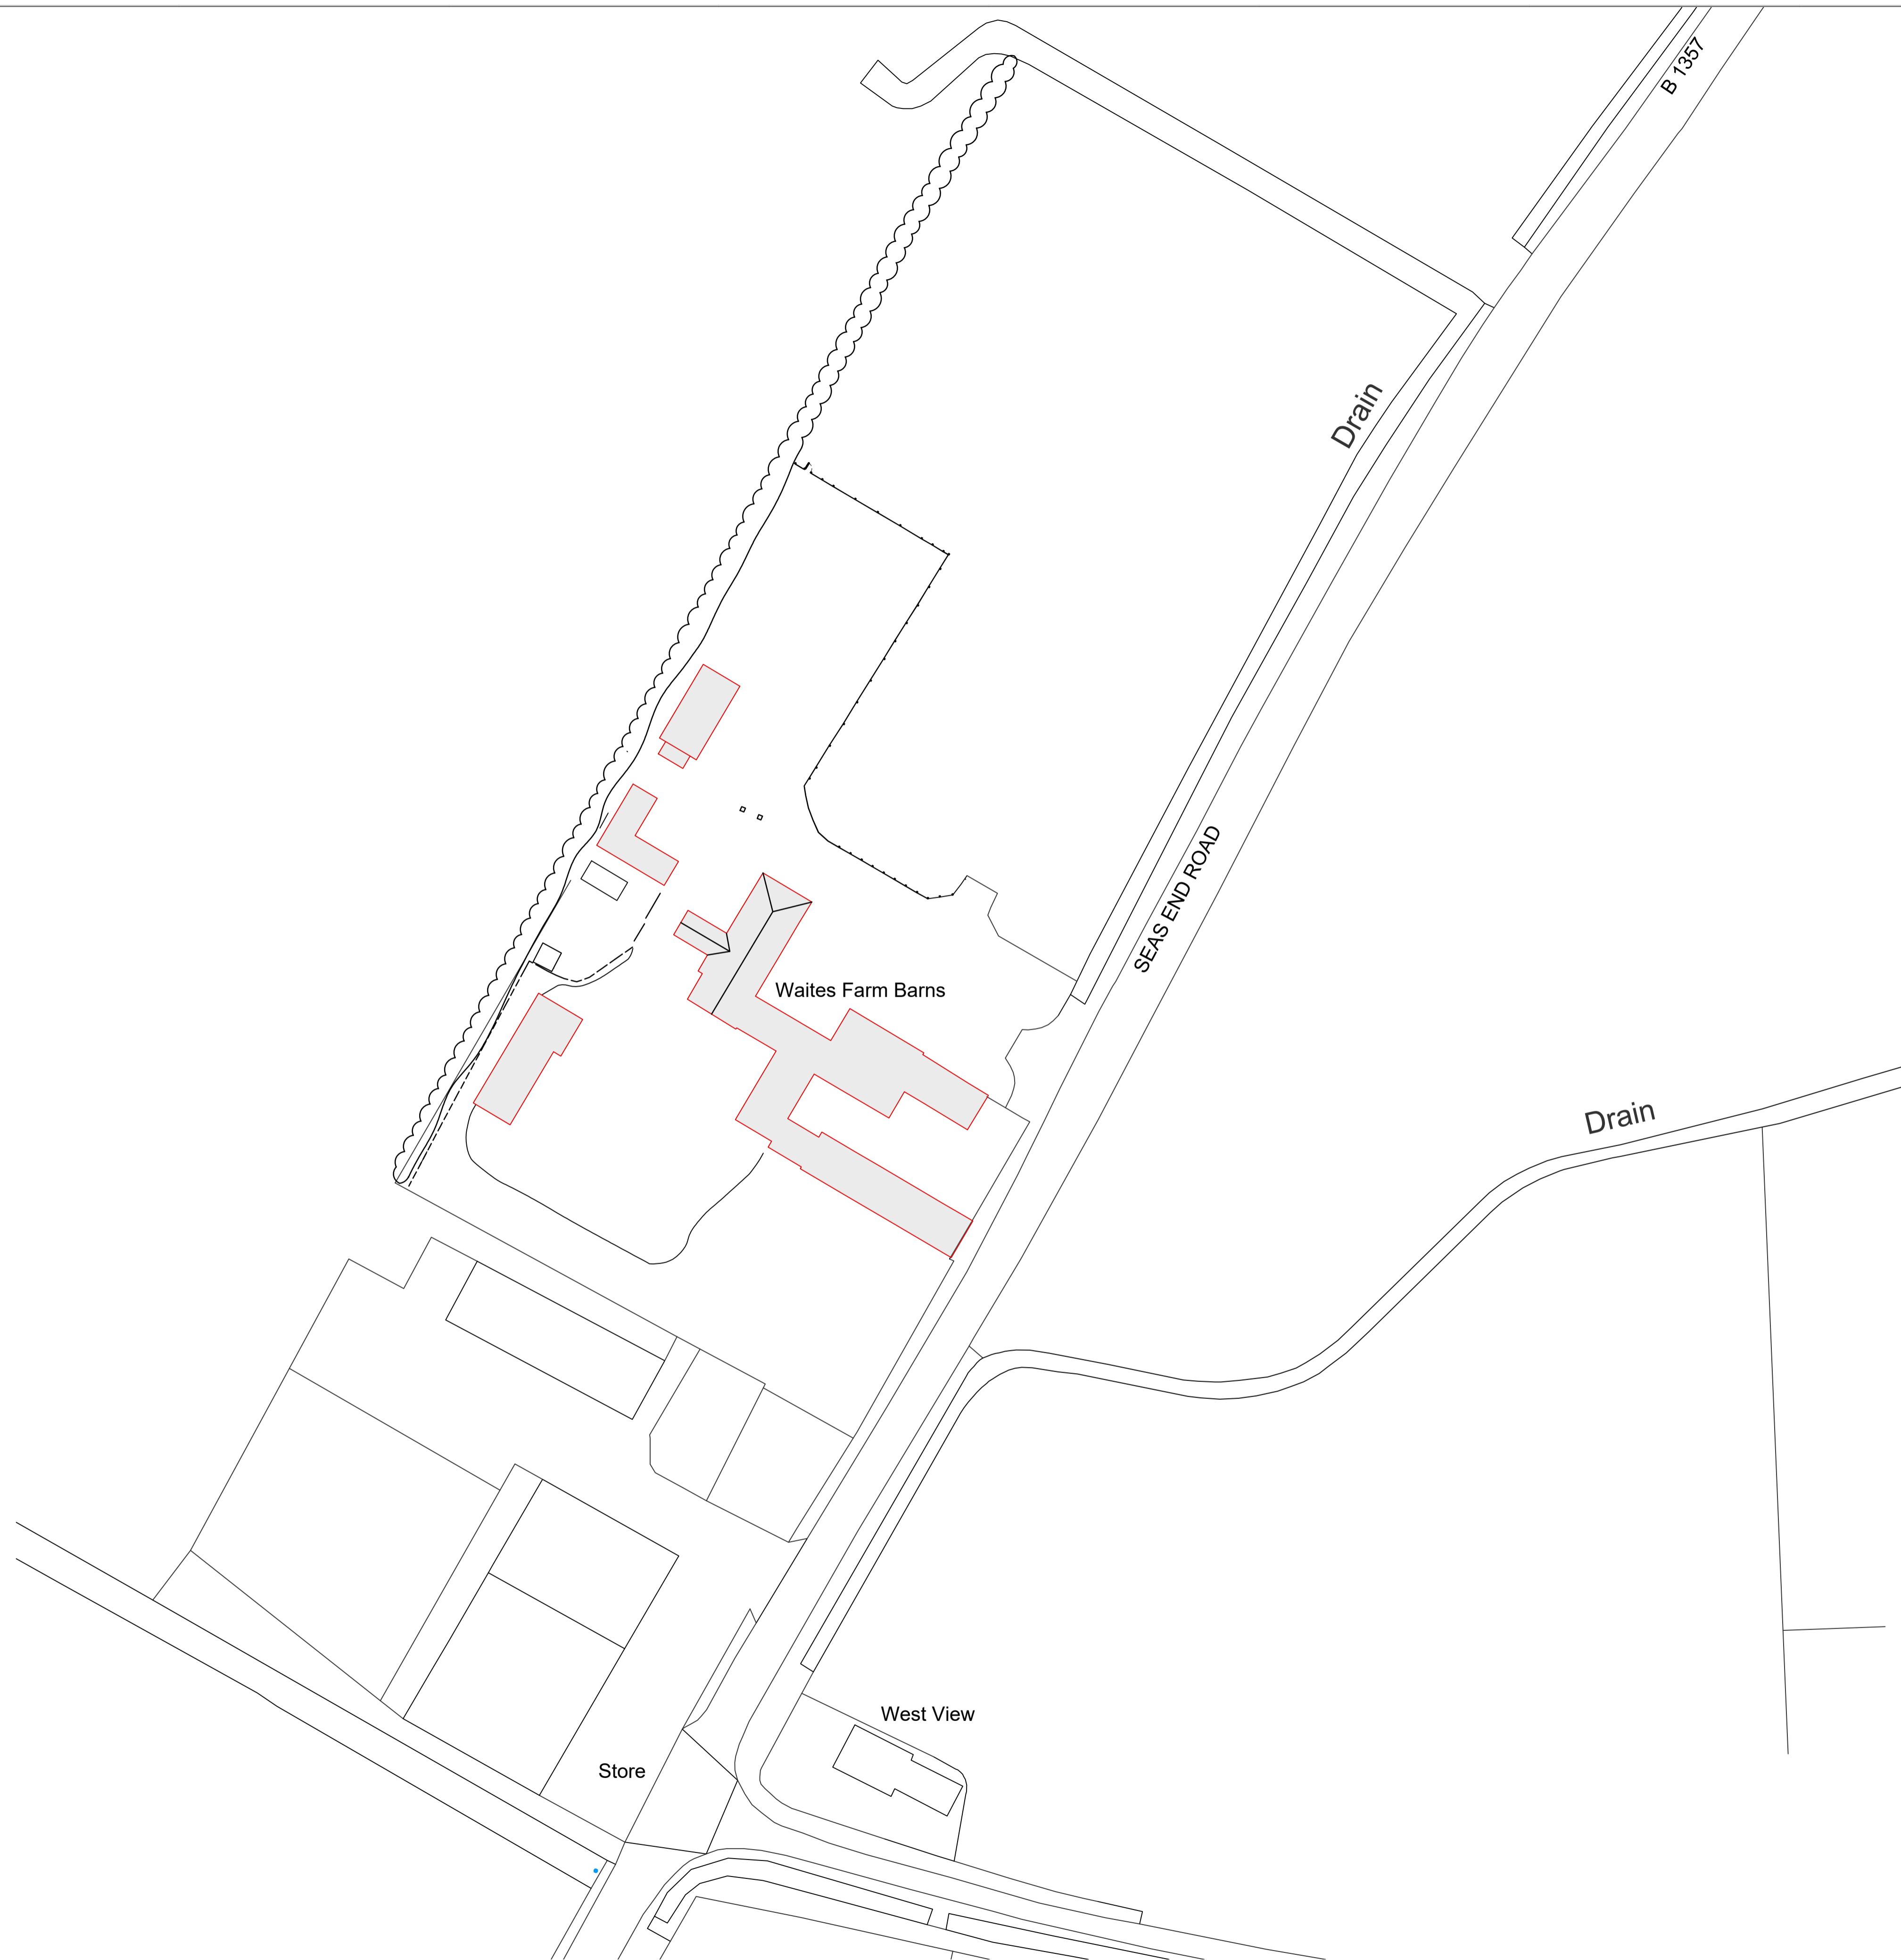 B 1357
Drain
SEAS END ROAD
Waites Farm Barns
Drain
West View
Store